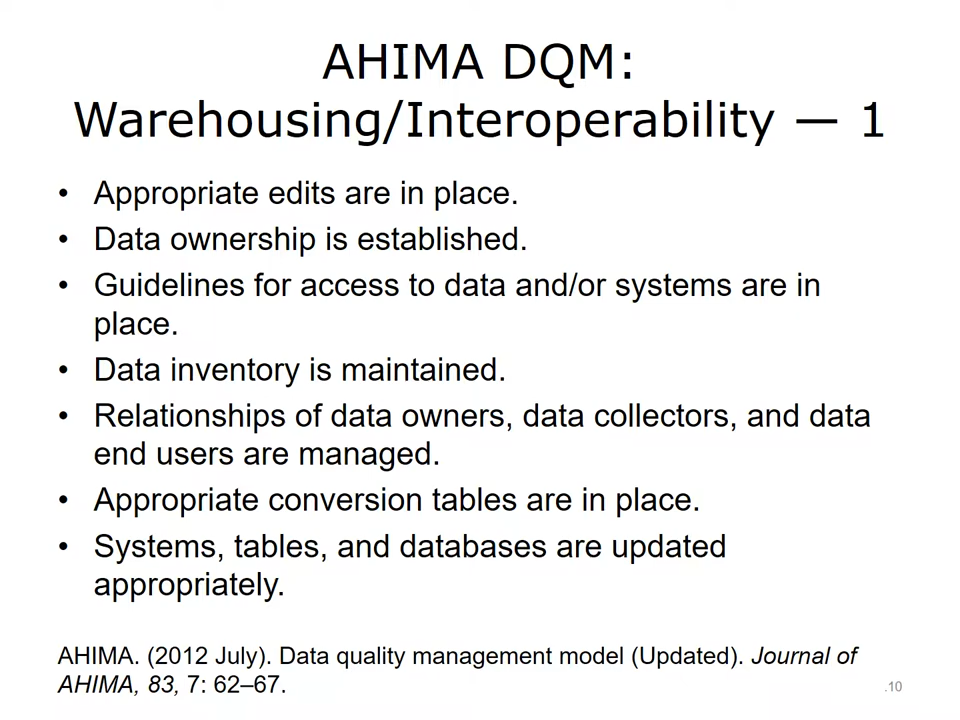 AHIMA DQM:
Warehousing/Interoperability — 1
• Appropriate edits are in place.
• Data ownership is established.
• Guidelines for access to data and/or systems are in
place.
• Data inventory is maintained.
• Relationships of data owners, data collectors, and data
end users are managed.
• Appropriate conversion tables are in place.
• Systems, tables, and databases are updated
appropriately.
AHIMA. (2012 July). Data quality management model (Updated). Journal of
AHIMA, 83, 7: 62–67.
.10